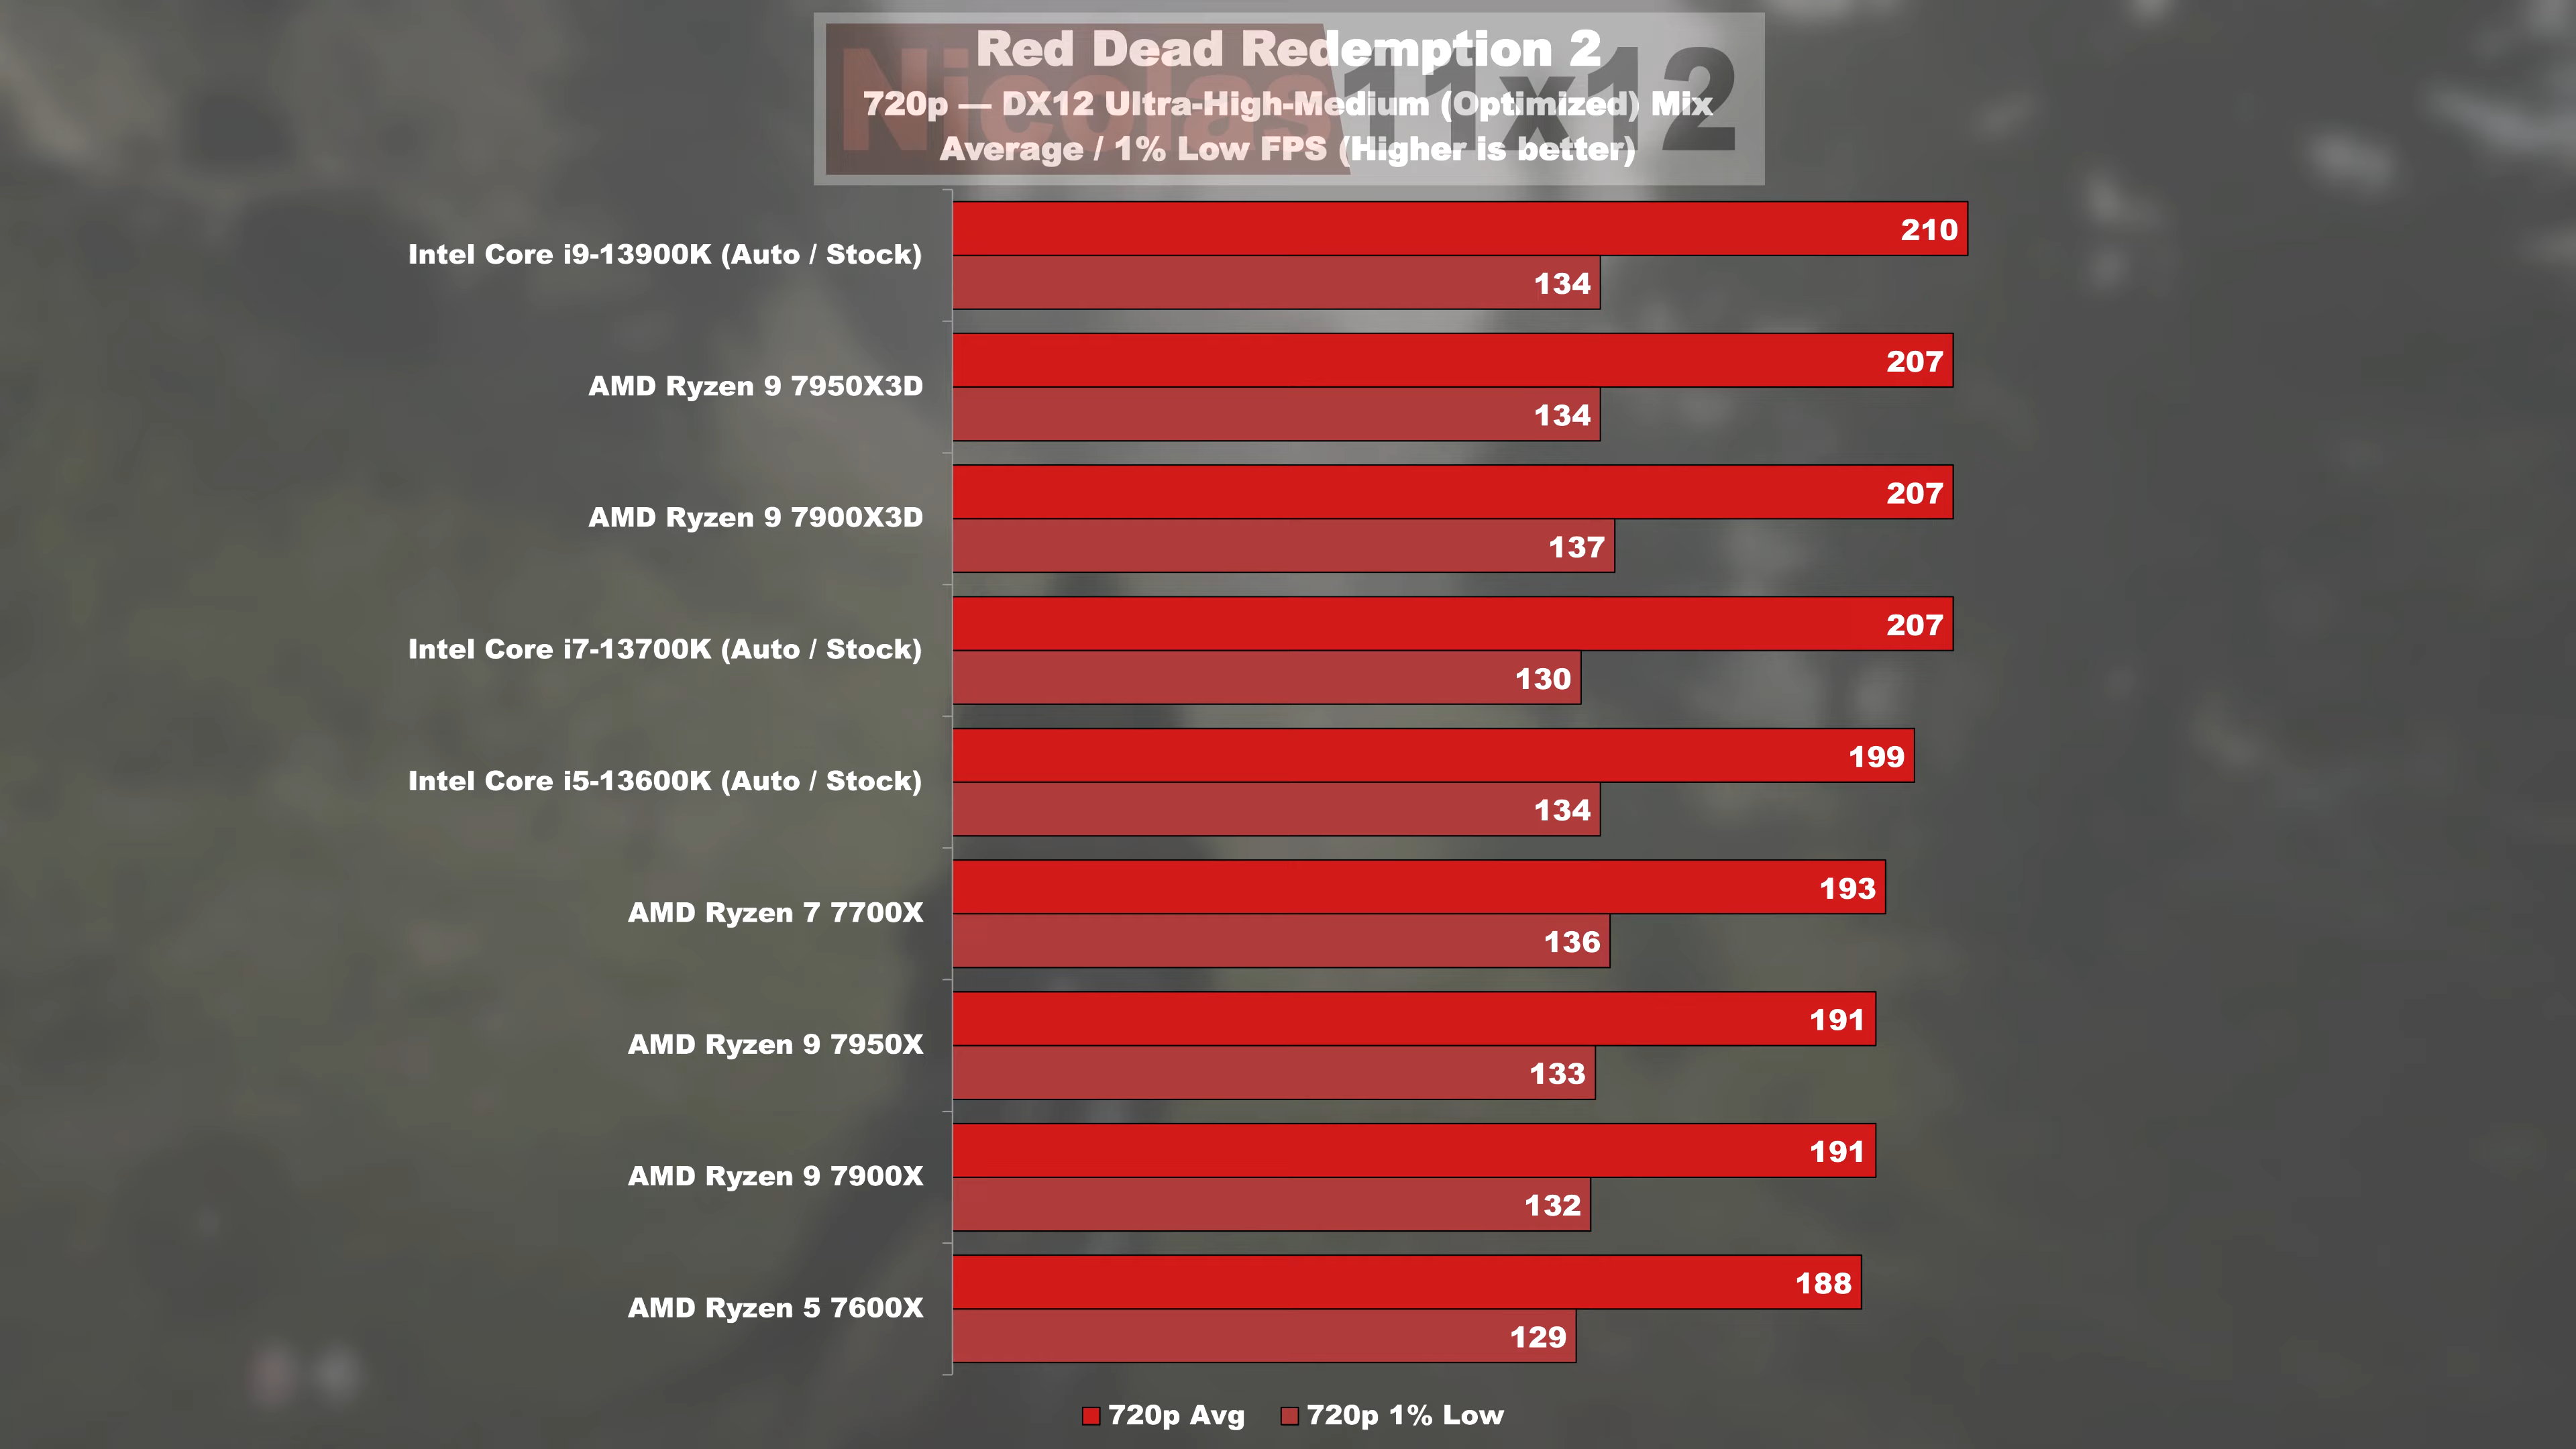 Nicolas11x12
Red Dead Redemption 2
720p — DX12 Ultra-High-Medium (Optimized) Mix
Average / 1% Low FPS (Higher is better)
Intel Core i9-13900K (Auto / Stock)
210
134
AMD Ryzen 9 7950X3D
207
134
AMD Ryzen 9 7900X3D
207
137
Intel Core i7-13700K (Auto / Stock)
207
130
Intel Core i5-13600K (Auto / Stock)
199
134
AMD Ryzen 7 7700X
193
136
AMD Ryzen 9 7950X
191
133
AMD Ryzen 9 7900X
191
132
AMD Ryzen 5 7600X
188
129
720p Avg 720p 1% Low